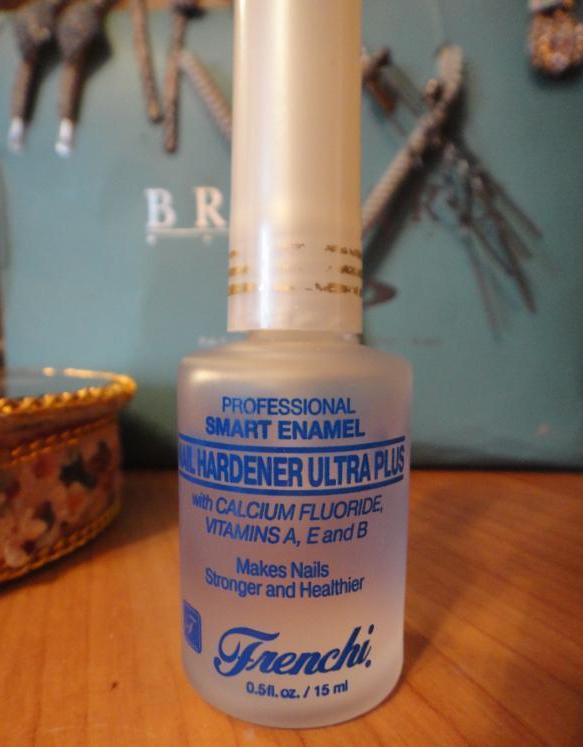 BR
PROFESSIONAL
SMART ENAMEL
NAIL HARDENER ULTRA PLUS
with CALCIUM FLUORIDE,
VITAMINS A, E and B
Makes Nails
Stronger and Healthier
Frenchi.
0.5fl.oz. / 15 ml